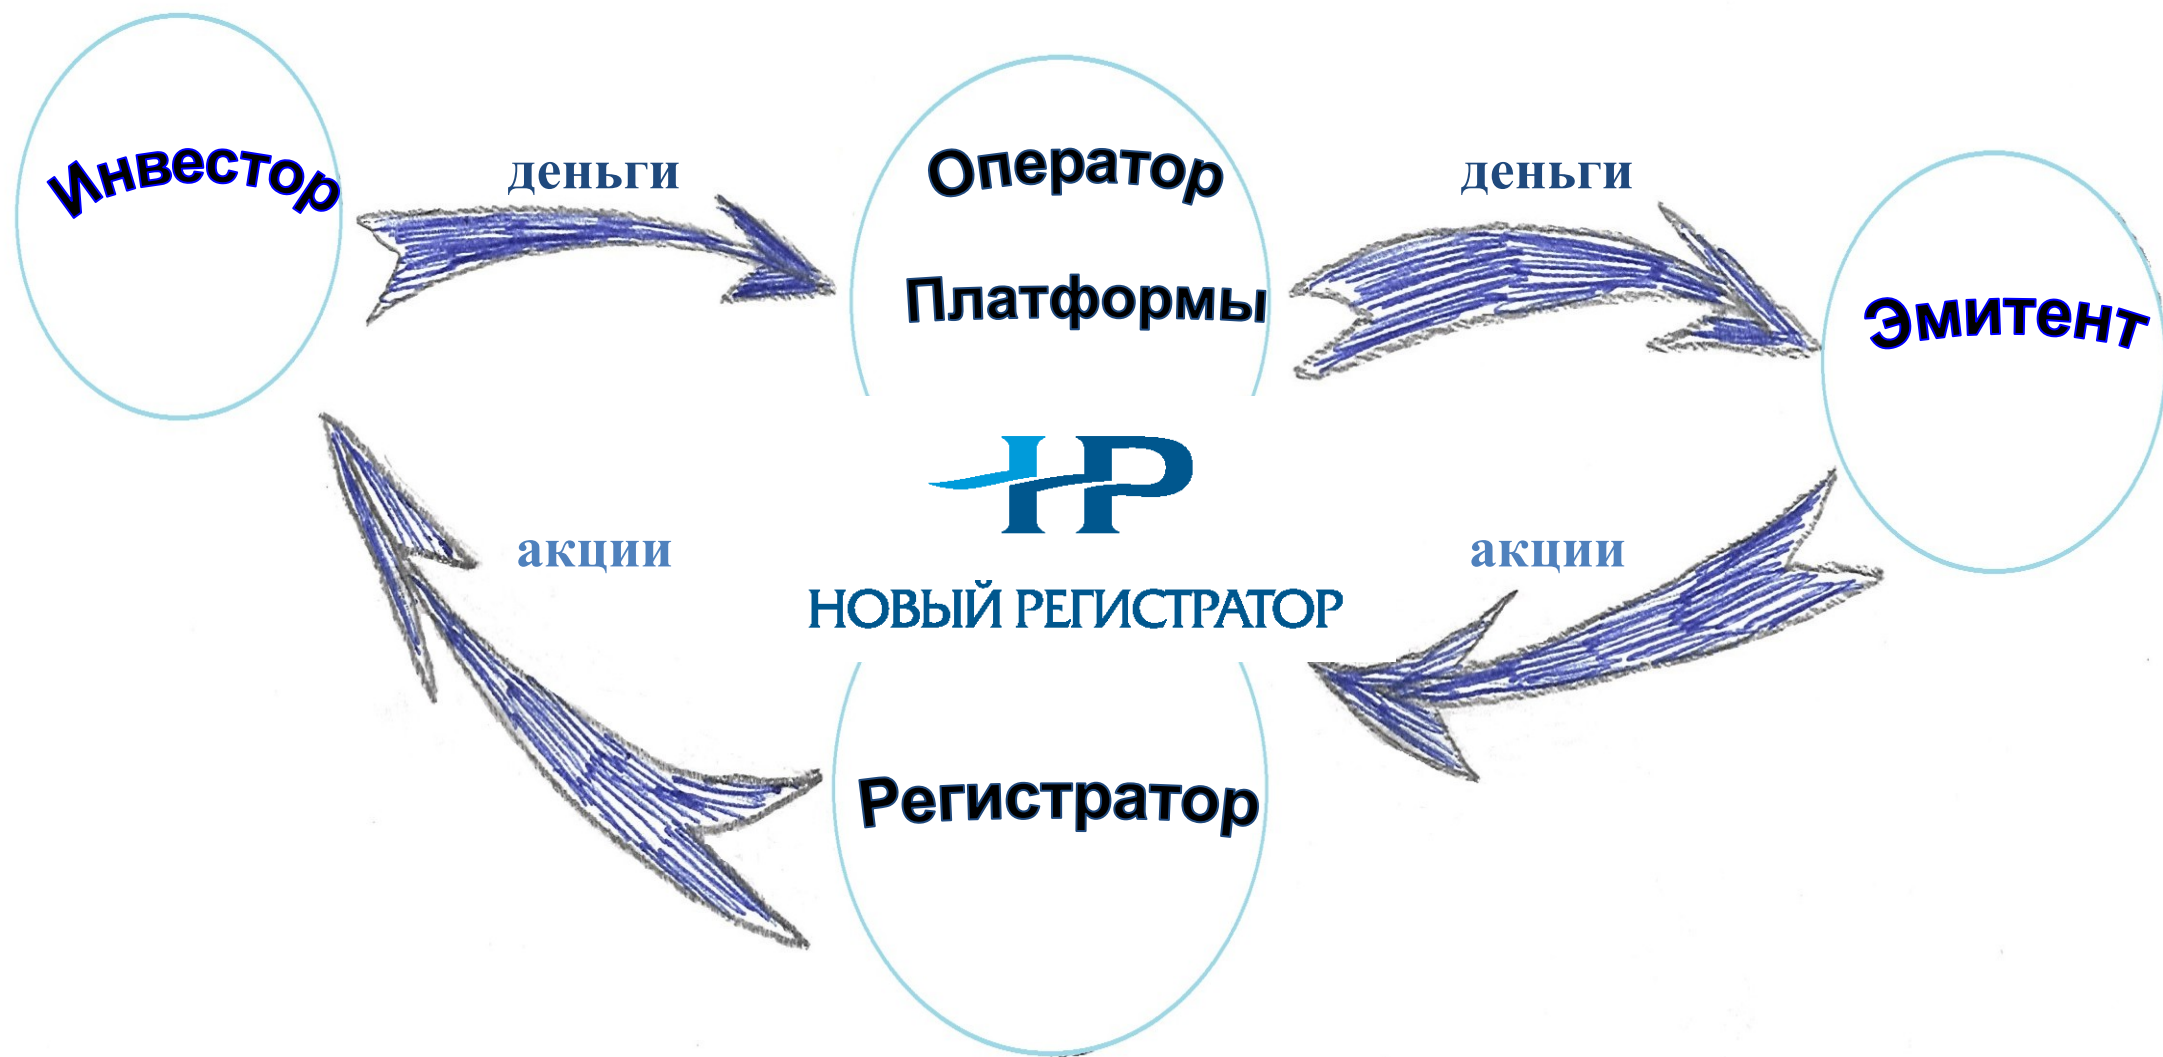 Инвестор
деньги
Оператор
Платформы
деньги
Эмитент
НР
акции
НОВЫЙ РЕГИСТРАТОР
акции
Регистратор